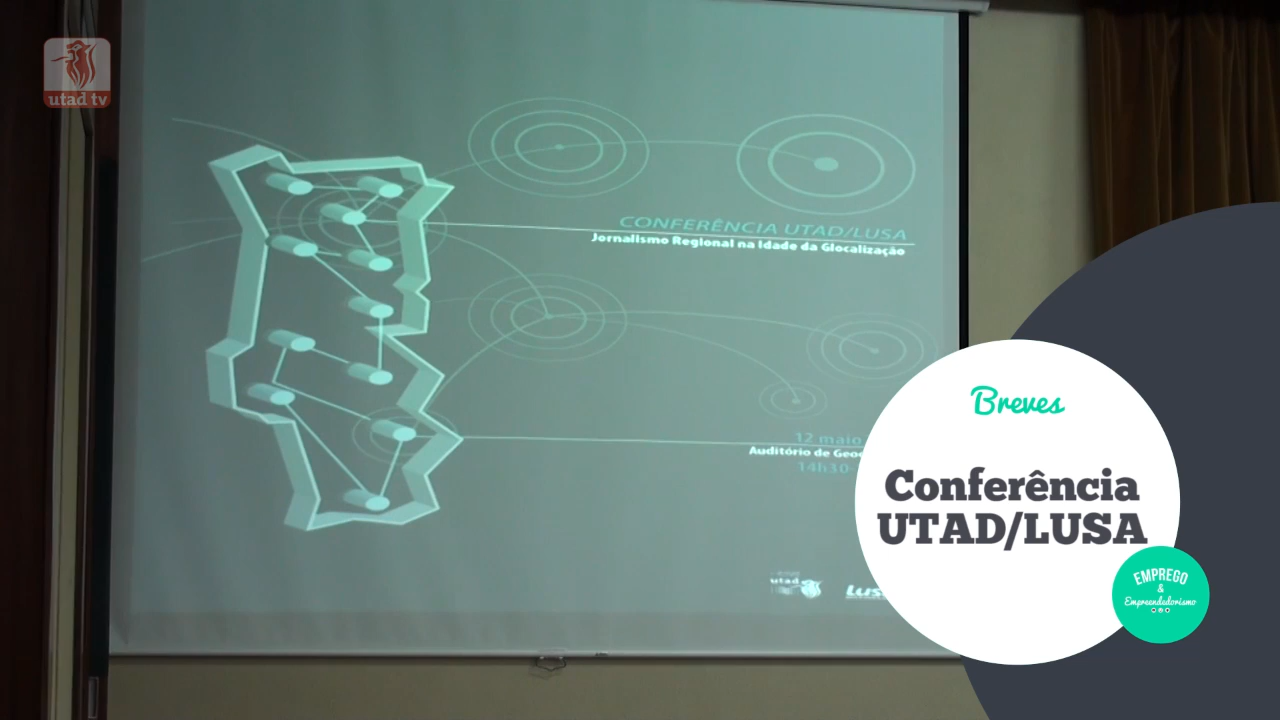 utad tv
CONFERÊNCIA UTAD/LUSA
Jornalismo Regional na Idade da Glocalização
12 maio
Auditório de
14h30-
utad
Breves
Conferência
UTAD/LUSA
EMPREGO
&
Empreendedorismo